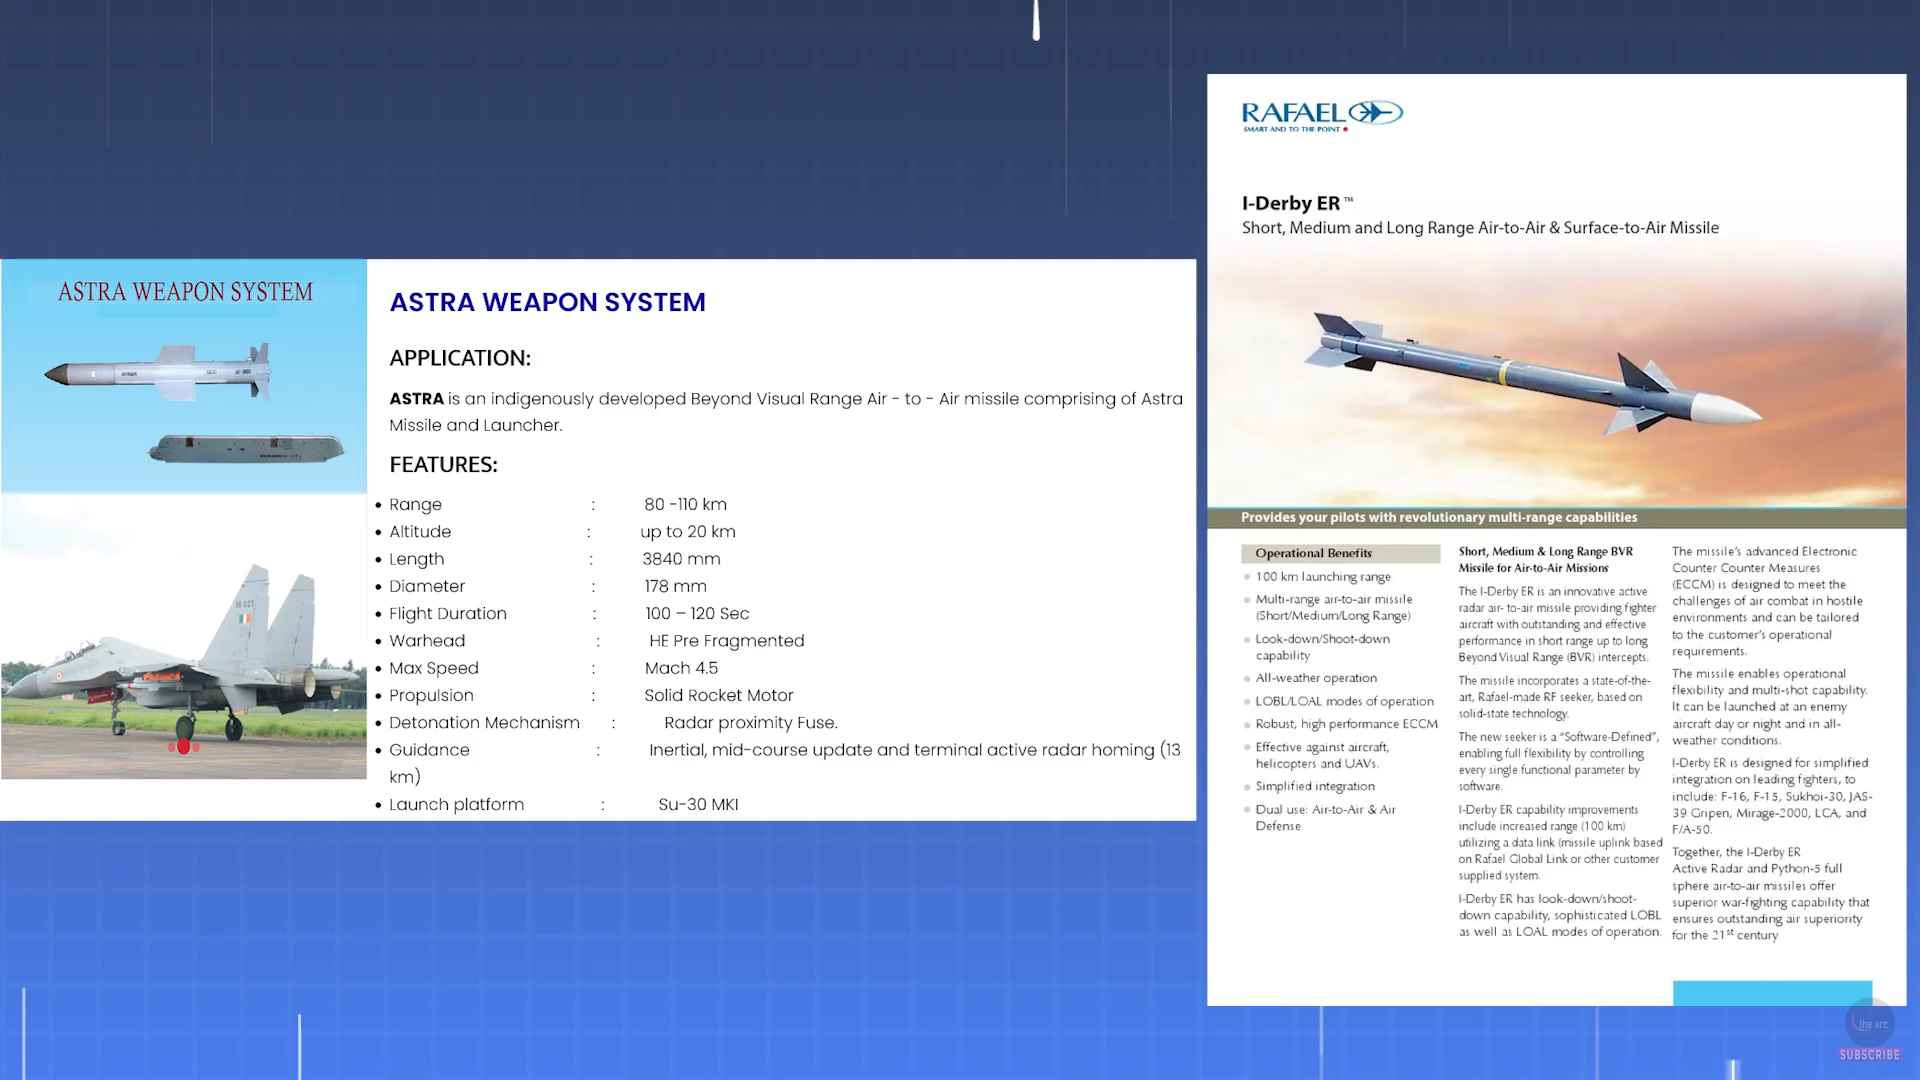 ASTRA WEAPON SYSTEM
ASTRA WEAPON SYSTEM
APPLICATION:
ASTRA is an indigenously developed Beyond Visual Range Air - to - Air missile comprising of Astra
Missile and Launcher.
FEATURES:
• Range : 80 -110 km
• Altitude : up to 20 km
• Length : 3840 mm
• Diameter : 178 mm
• Flight Duration : 100 – 120 Sec
• Warhead : HE Pre Fragmented
• Max Speed : Mach 4.5
• Propulsion : Solid Rocket Motor
• Detonation Mechanism : Radar proximity Fuse.
• Guidance : Inertial, mid-course update and terminal active radar homing (13
km)
• Launch platform : Su-30 MKI
RAFAEL
SMART AND TO THE POINT
I-Derby ER™
Short, Medium and Long Range Air-to-Air & Surface-to-Air Missile
Provides your pilots with revolutionary multi-range capabilities
Operational Benefits
100 km launching range
Multi-range air-to-air missile
(Short/Medium/Long Range)
Look-down/Shoot-down
capability
All-weather operation
LOBL/LOAL modes of operation
Robust, high performance ECCM
Effective against aircraft,
helicopters and UAVs.
Simplified integration
Dual use: Air-to-Air & Air
Defense
Short, Medium & Long Range BVR
Missile for Air-to-Air Missions
The I-Derby ER is an innovative active
radar air- to-air missile providing fighter
aircraft with outstanding and effective
performance in short range up to long
Beyond Visual Range (BVR) intercepts.
The missile incorporates a state-of-the-
art, Rafael-made RF seeker, based on
solid-state technology.
The new seeker is a “Software-Defined”,
enabling full flexibility by controlling
every single functional parameter by
software.
I-Derby ER capability improvements
include increased range (100 km)
utilizing a data link (missile uplink based
on Rafael Global Link or other customer
supplied system.
I-Derby ER has look-down/shoot-
down capability, sophisticated LOBL
as well as LOAL modes of operation.
The missile’s advanced Electronic
Counter Counter Measures
(ECCM) is designed to meet the
challenges of air combat in hostile
environments and can be tailored
to the customer’s operational
requirements.
The missile enables operational
flexibility and multi-shot capability.
It can be launched at an enemy
aircraft day or night and in all-
weather conditions.
I-Derby ER is designed for simplified
integration on leading fighters, to
include: F-16, F-15, Sukhoi-30, JAS-
39 Gripen, Mirage-2000, LCA, and
F/A-50.
Together, the I-Derby ER
Active Radar and Python-5 full
sphere air-to-air missiles offer
superior war-fighting capability that
ensures outstanding air superiority
for the 21st century
the arc
SUBSCRIBE